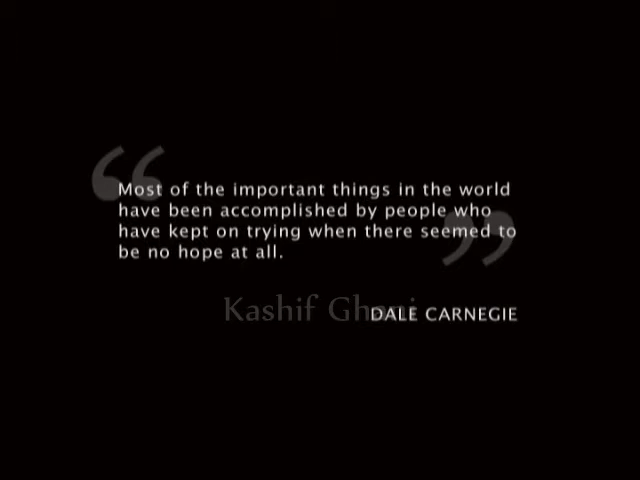 Most of the important things in the world
have been accomplished by people who
have kept on trying when there seemed to
be no hope at all.
Kashif Ghani
DALE CARNEGIE